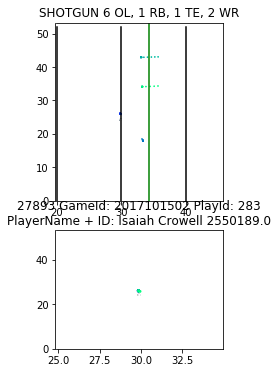 SHOTGUN 6 OL, 1 RB, 1 TE, 2 WR
50
40
30
20
10
0
20 30 40
27893 GameId: 2017101502 PlayId: 283
PlayerName + ID: Isaiah Crowell 2550189.0
40
20
0
25.0 27.5 30.0 32.5